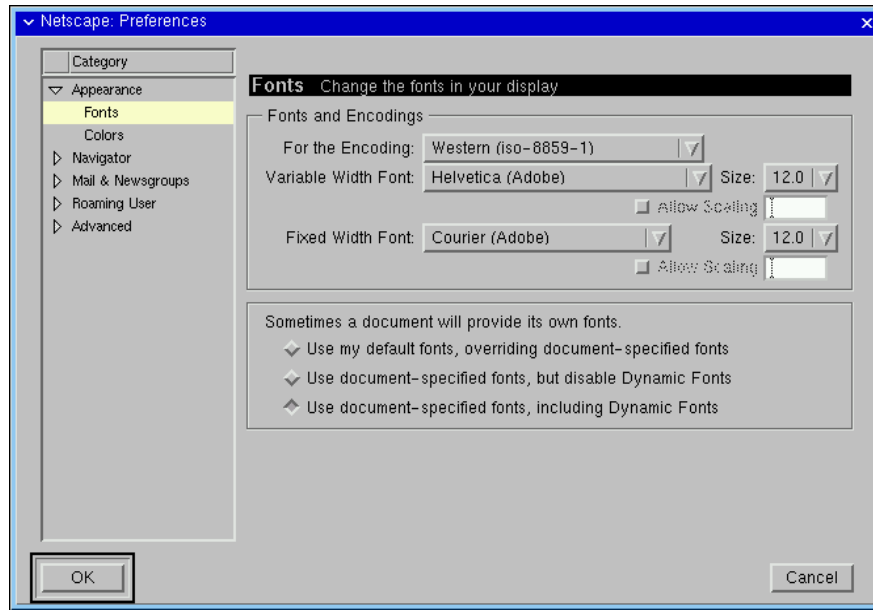 Netscape: Preferences
Category
Appearance
Fonts
Colors
Navigator
Mail & Newsgroups
Roaming User
Advanced
Fonts Change the fonts in your display
Fonts and Encodings
For the Encoding: Western (iso-8859-1)
Variable Width Font: Helvetica (Adobe) Size: 12.0
Allow Scaling
Fixed Width Font: Courier (Adobe) Size: 12.0
Allow Scaling
Sometimes a document will provide its own fonts.
Use my default fonts, overriding document-specified fonts
Use document-specified fonts, but disable Dynamic Fonts
Use document-specified fonts, including Dynamic Fonts
OK Cancel